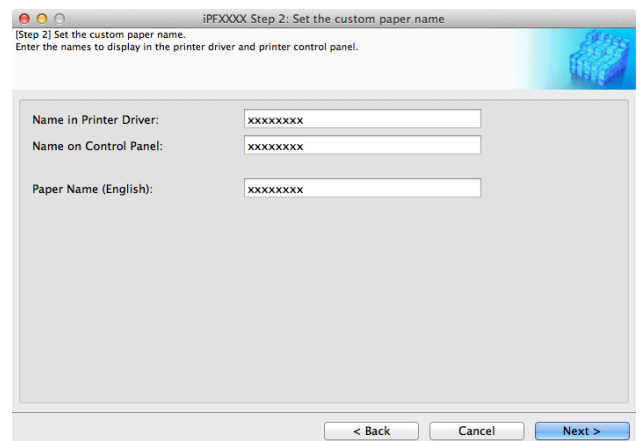 iPFXXXX Step 2: Set the custom paper name
[Step 2] Set the custom paper name.
Enter the names to display in the printer driver and printer control panel.
Name in Printer Driver: xxxxxxxx
Name on Control Panel: xxxxxxxx
Paper Name (English): xxxxxxxx
< Back Cancel Next >